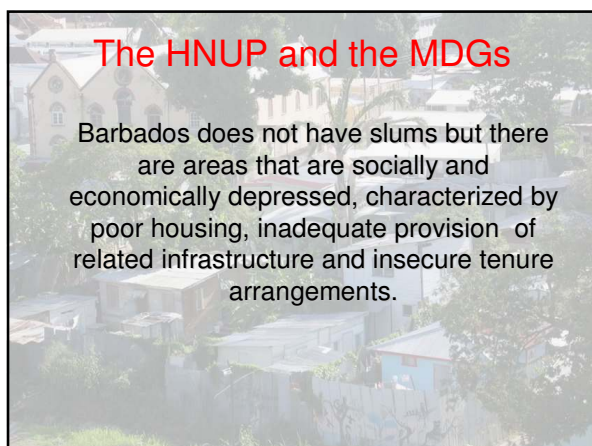 The HNUP and the MDGs
Barbados does not have slums but there
are areas that are socially and
economically depressed, characterized by
poor housing, inadequate provision of
related infrastructure and insecure tenure
arrangements.